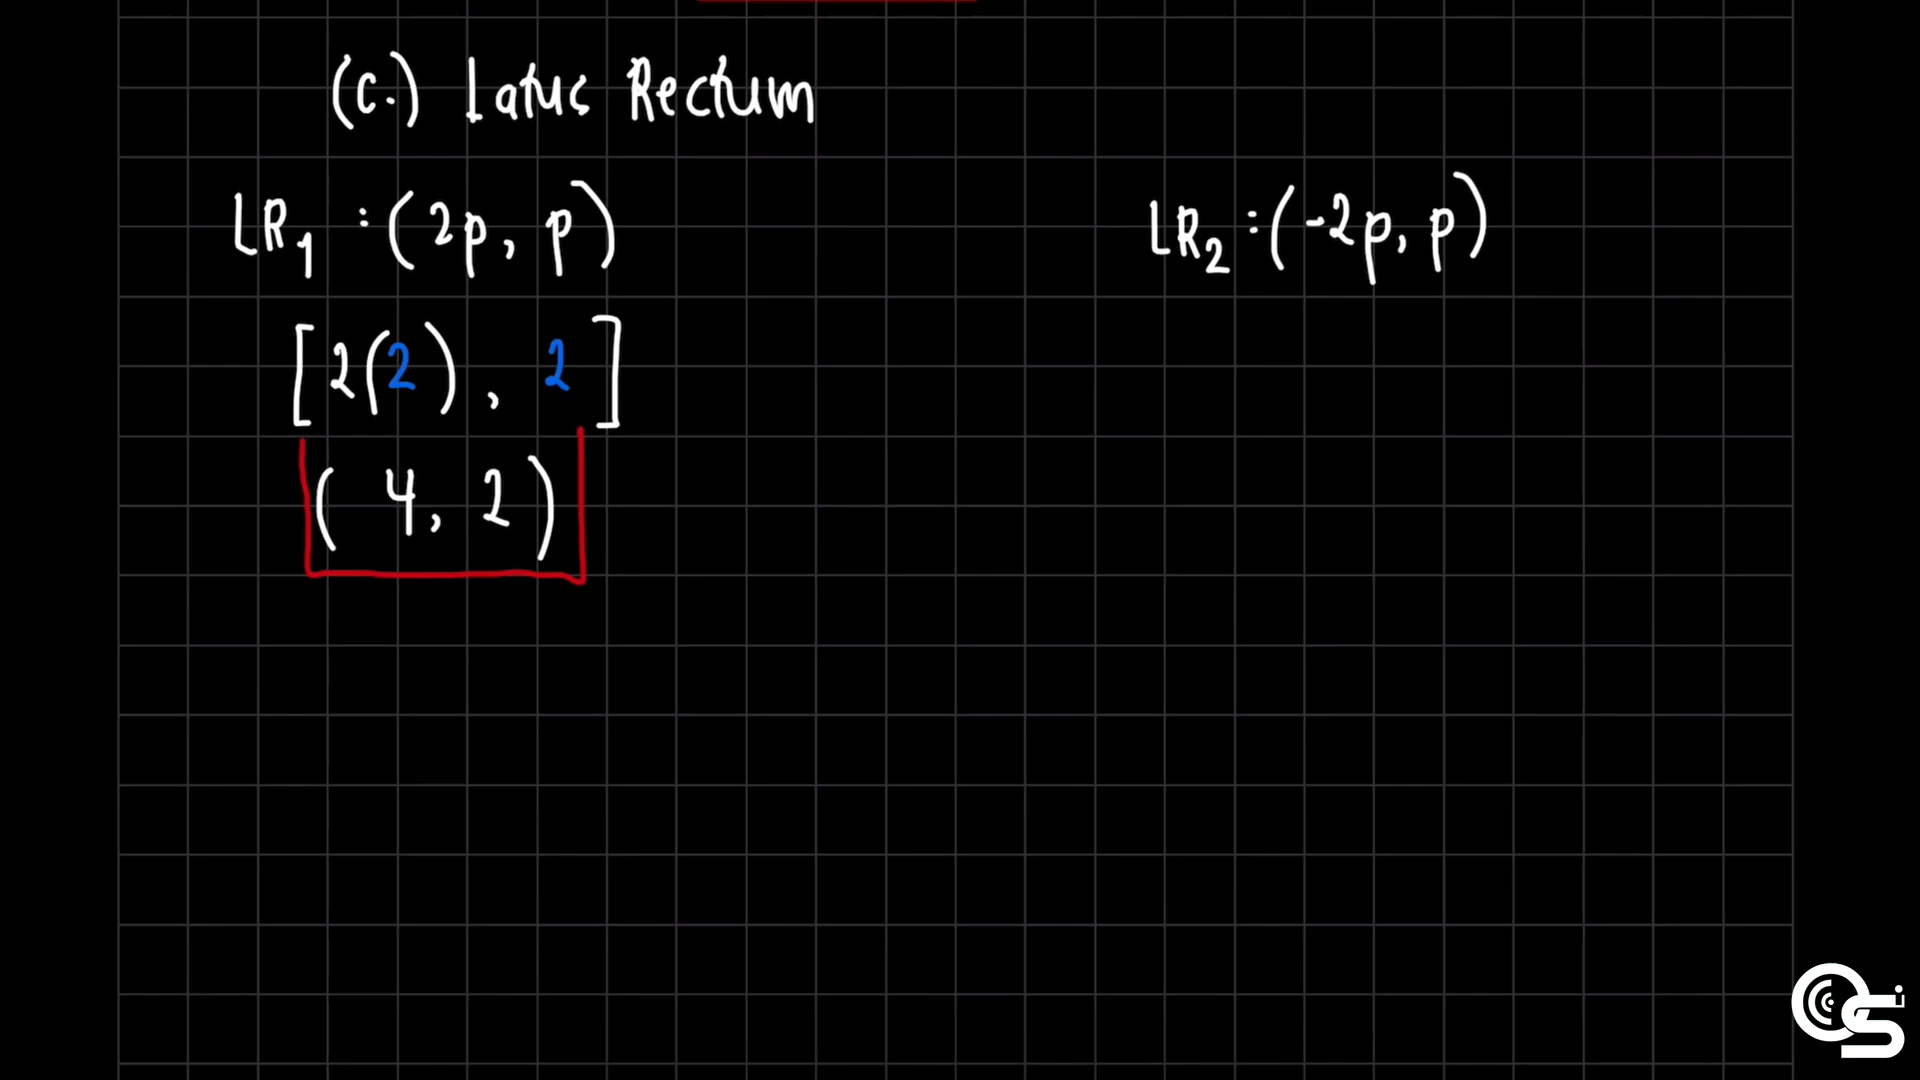 (c.) Latus Rectum
LR₁ : (2p, p)
LR₂ : (-2p, p)
[2(2), 2]
(4, 2)